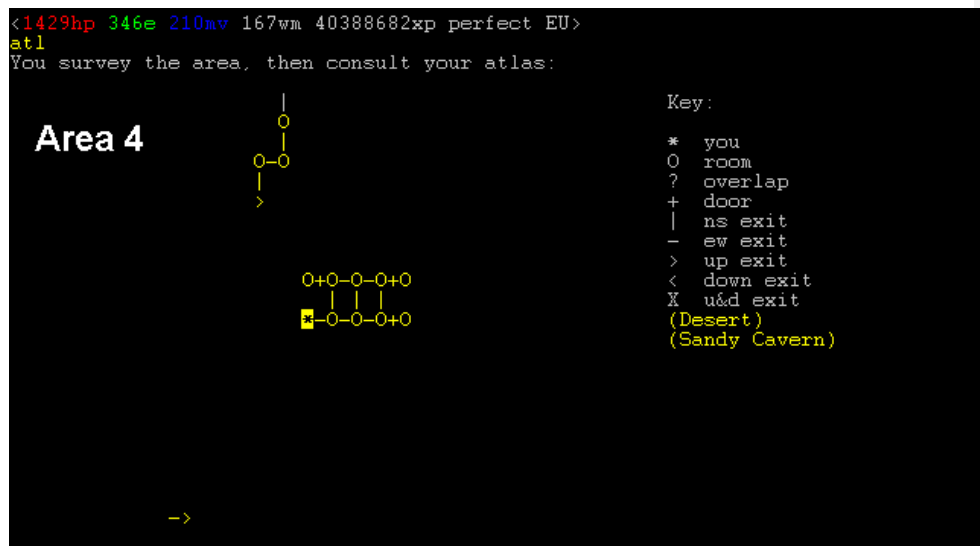 <1429hp 346e 210mv 167wm 40388682xp perfect EU>
atl
You survey the area, then consult your atlas:
Key:
Area 4
* you
O room
? overlap
+ door
| ns exit
- ew exit
> up exit
< down exit
X u&d exit
(Desert)
(Sandy Cavern)
|
O
|
O-O
|
>
O+O-O-O+O
| | |
*-O-O-O+O
->